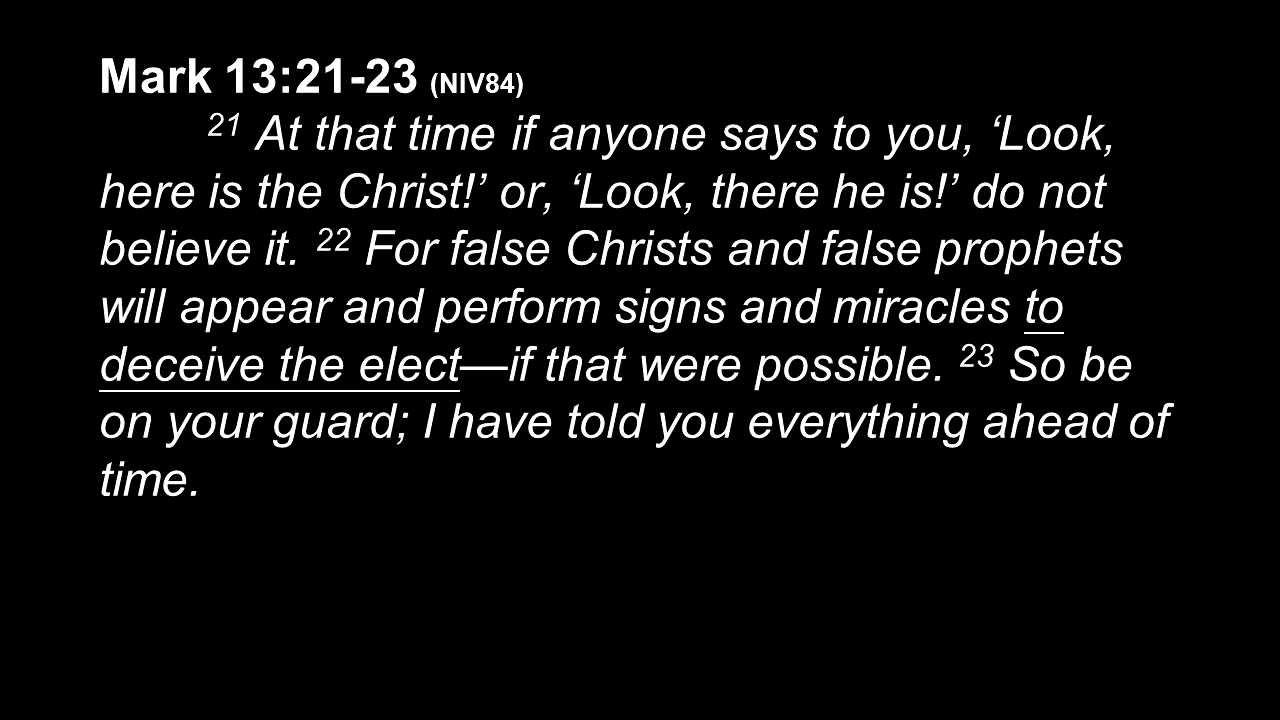 Mark 13:21-23 (NIV84)
21 At that time if anyone says to you, ‘Look,
here is the Christ!’ or, ‘Look, there he is!’ do not
believe it. 22 For false Christs and false prophets
will appear and perform signs and miracles to
deceive the elect—if that were possible. 23 So be
on your guard; I have told you everything ahead of
time.